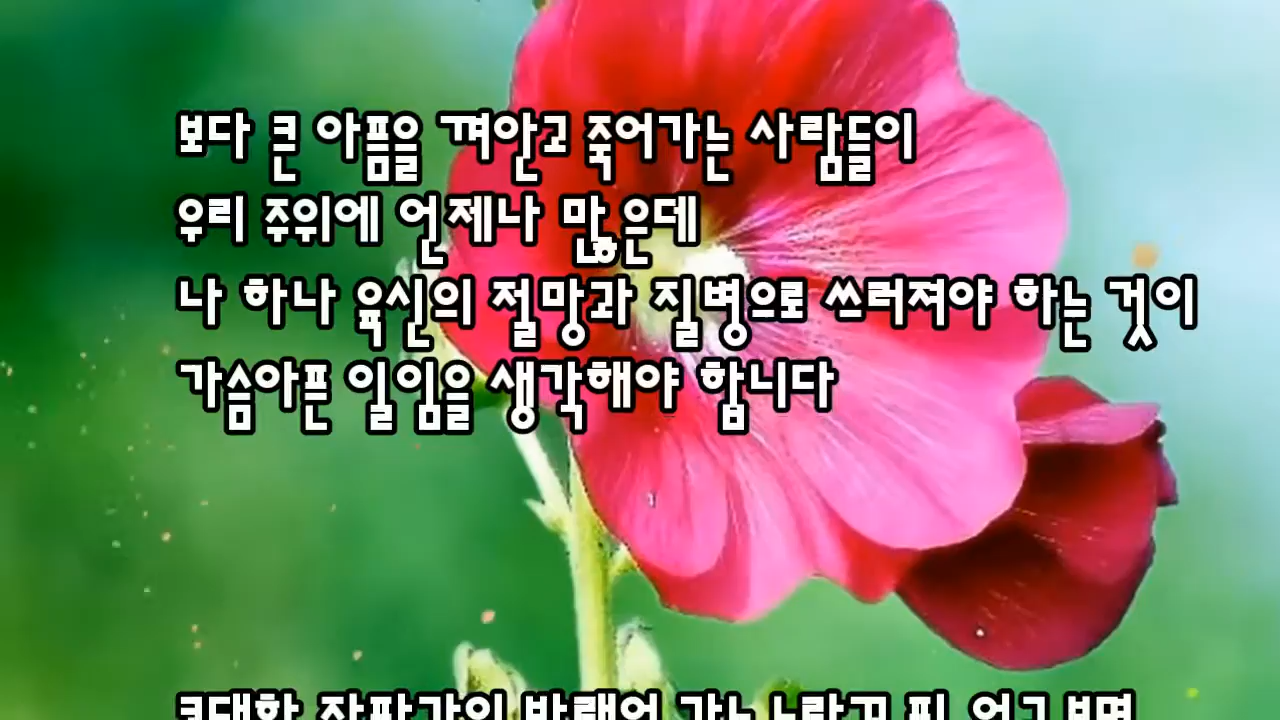 보다 큰 아픔을 껴안고 죽어가는 사람들이
우리 주위에 언제나 많은데
나 하나 육신의 절망과 질병으로 쓰러져야 하는 것이
가슴아픈 일임을 생각해야 합니다